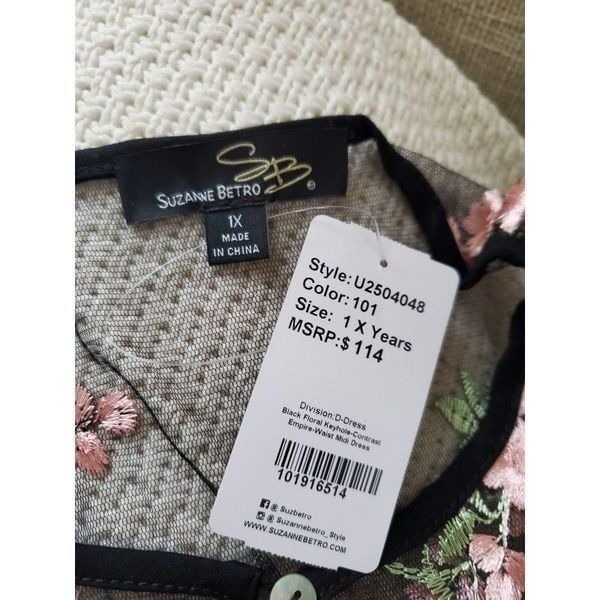 SB
SUZANNE BETRO®
1X
MADE
IN CHINA
Style:U2504048
Color:101
Size: 1 X Years
MSRP:$ 114
Division:D-Dress
Black Floral Keyhole-Contrast
Empire-Waist Midi Dress
101916514
@ Suzbetro
@ Suzannebetro_Style
WWW.SUZANNEBETRO.COM